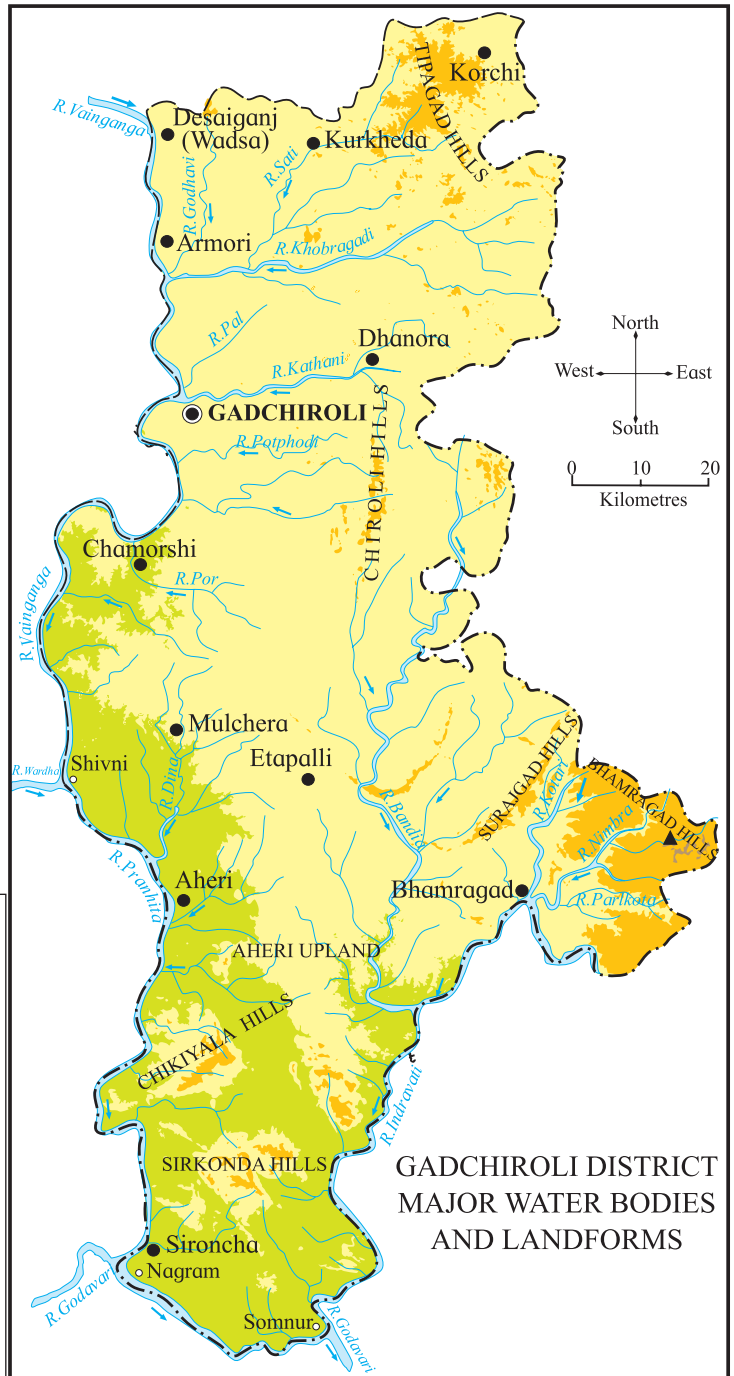 TIPAGAD HILLS
Korchi
R.Vainganga
Desaiganj
(Wadsa)
Kurkheda
R.Sati
R.Godhavi
Armori
R.Khobragadi
R.Pal
Dhanora
R.Kathani
GADCHIROLI
R.Potphodi
CHIROLI HILLS
North
West
East
South
0 10 20
Kilometres
Chamorshi
R.Por
R.Vainganga
Mulchera
Etapalli
Shivni
R.Wardha
R.Dina
R.Bandia
SURAJGAD HILLS
R.Kotari
BHAMRAGAD HILLS
R.Nimbra
R.Pranhita
Aheri
Bhamragad
R.Parlkota
AHERI UPLAND
CHIKIYALA HILLS
R.Indravati
SIRKONDA HILLS
GADCHIROLI DISTRICT
MAJOR WATER BODIES
AND LANDFORMS
Sironcha
Nagram
R.Godavar
Somnur
R.Godavari